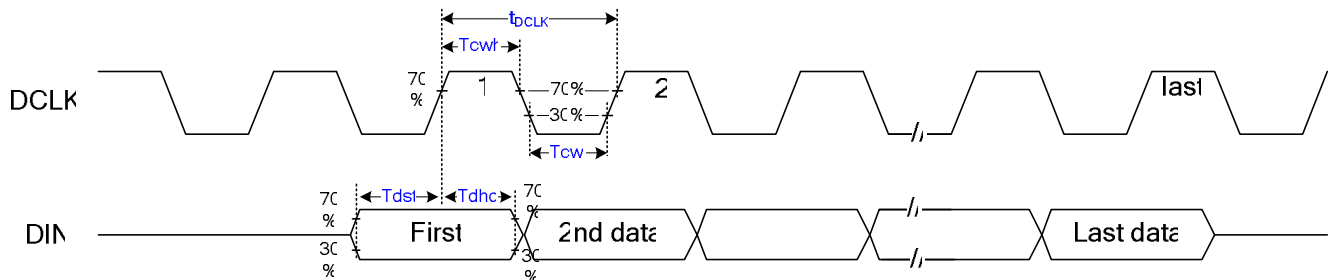 tDCLK
Tcwh
DCLK
70
%
1
70%
30%
2
last
Tcw
Tdst
Tdhd
70
%
70
%
DIN
First
2nd data
Last data
30
%
30
%